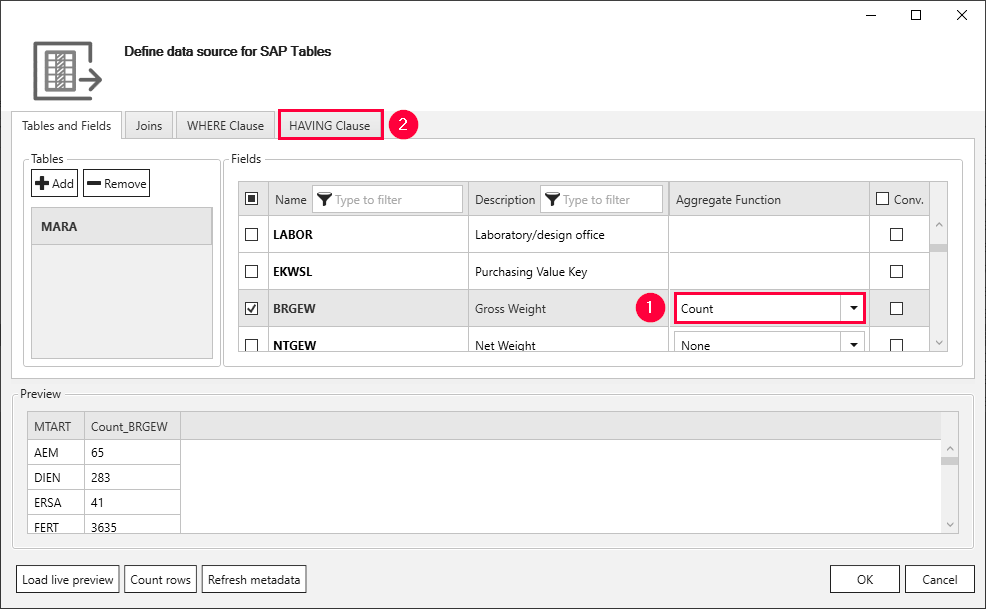 Define data source for SAP Tables
Tables and Fields Joins WHERE Clause HAVING Clause 2
Tables
Add Remove
MARA
Fields
Name Type to filter Description Type to filter Aggregate Function Conv.
LABOR Laboratory/design office
EKWSL Purchasing Value Key
BRGEW Gross Weight 1 Count
NTGEW Net Weight None
Preview
MTART Count_BRGEW
AEM 65
DIEN 283
ERSA 41
FERT 3635
Load live preview Count rows Refresh metadata OK Cancel